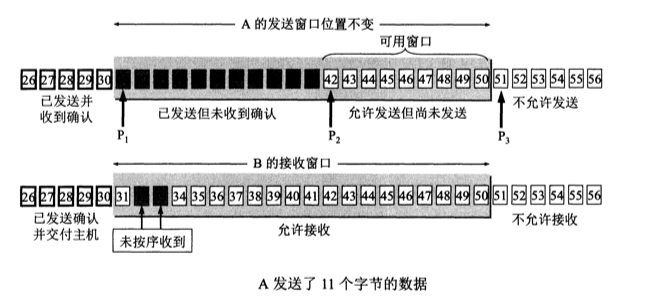 A 的发送窗口位置不变
可用窗口
26 27 28 29 30 42 43 44 45 46 47 48 49 50 51 52 53 54 55 56
已发送并
收到确认
已发送但未收到确认
允许发送但尚未发送
不允许发送
P1
P2
P3
B 的接收窗口
26 27 28 29 30 31 34 35 36 37 38 39 40 41 42 43 44 45 46 47 48 49 50 51 52 53 54 55 56
已发送确认
并交付主机
未按序收到
允许接收
不允许接收
A 发送了 11 个字节的数据